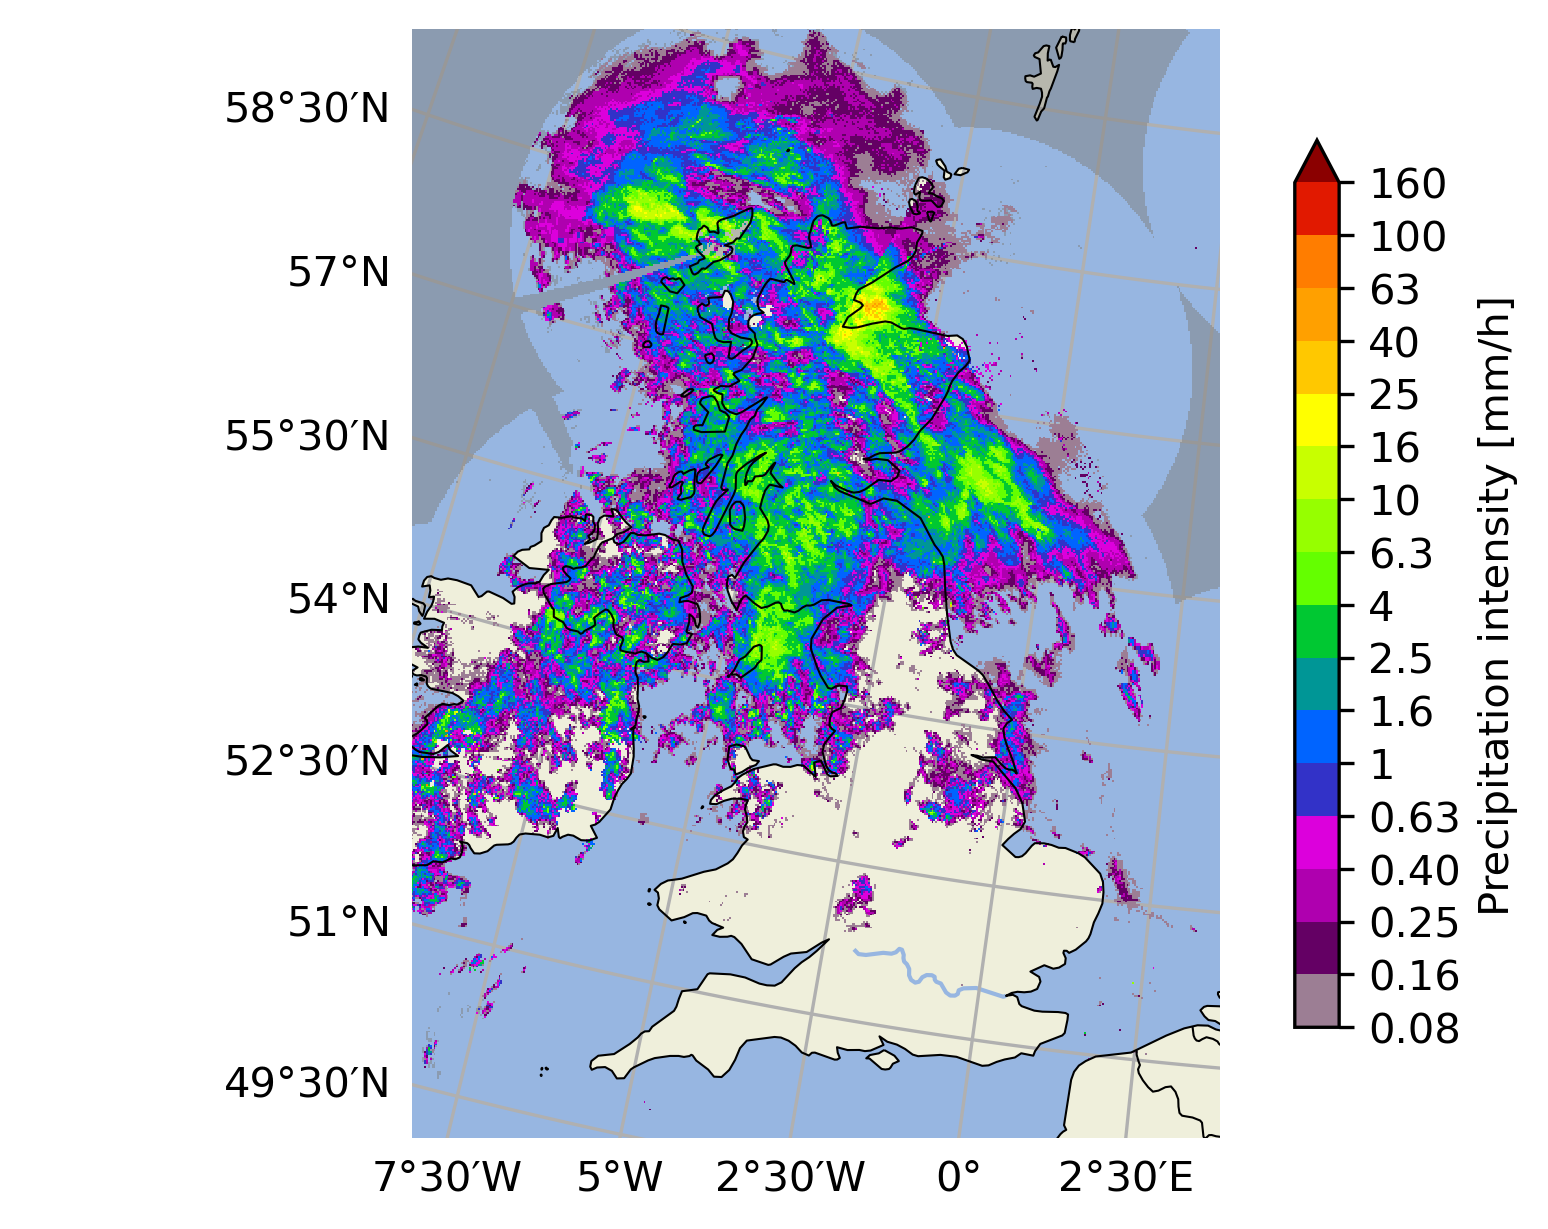 58°30′N
57°N
55°30′N
54°N
52°30′N
51°N
49°30′N
7°30′W 5°W 2°30′W 0° 2°30′E
160
100
63
40
25
16
10
6.3
4
2.5
1.6
1
0.63
0.40
0.25
0.16
0.08
Precipitation intensity [mm/h]